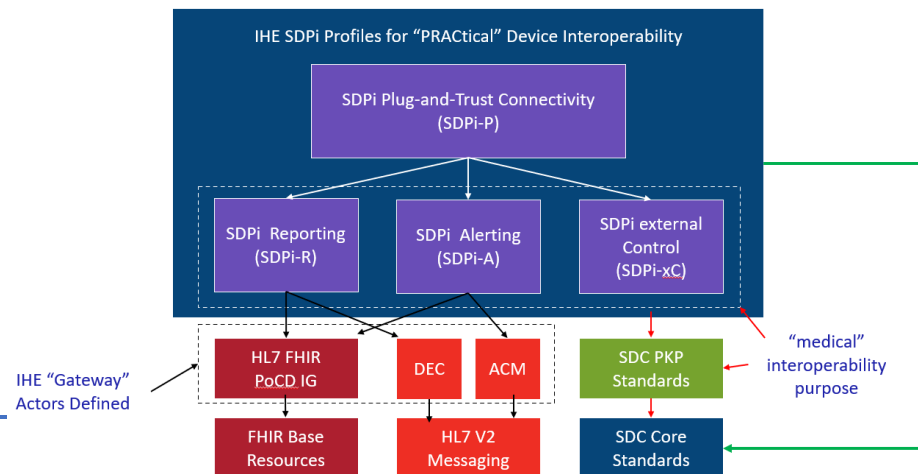 IHE SDPi Profiles for “PRACtical” Device Interoperability
SDPi Plug-and-Trust Connectivity
(SDPi-P)
SDPi Reporting
(SDPi-R)
SDPi Alerting
(SDPi-A)
SDPi external
Control
(SDPi-xC)
IHE “Gateway”
Actors Defined
HL7 FHIR
PoCD IG
DEC
ACM
SDC PKP
Standards
“medical”
interoperability
purpose
FHIR Base
Resources
HL7 V2
Messaging
SDC Core
Standards